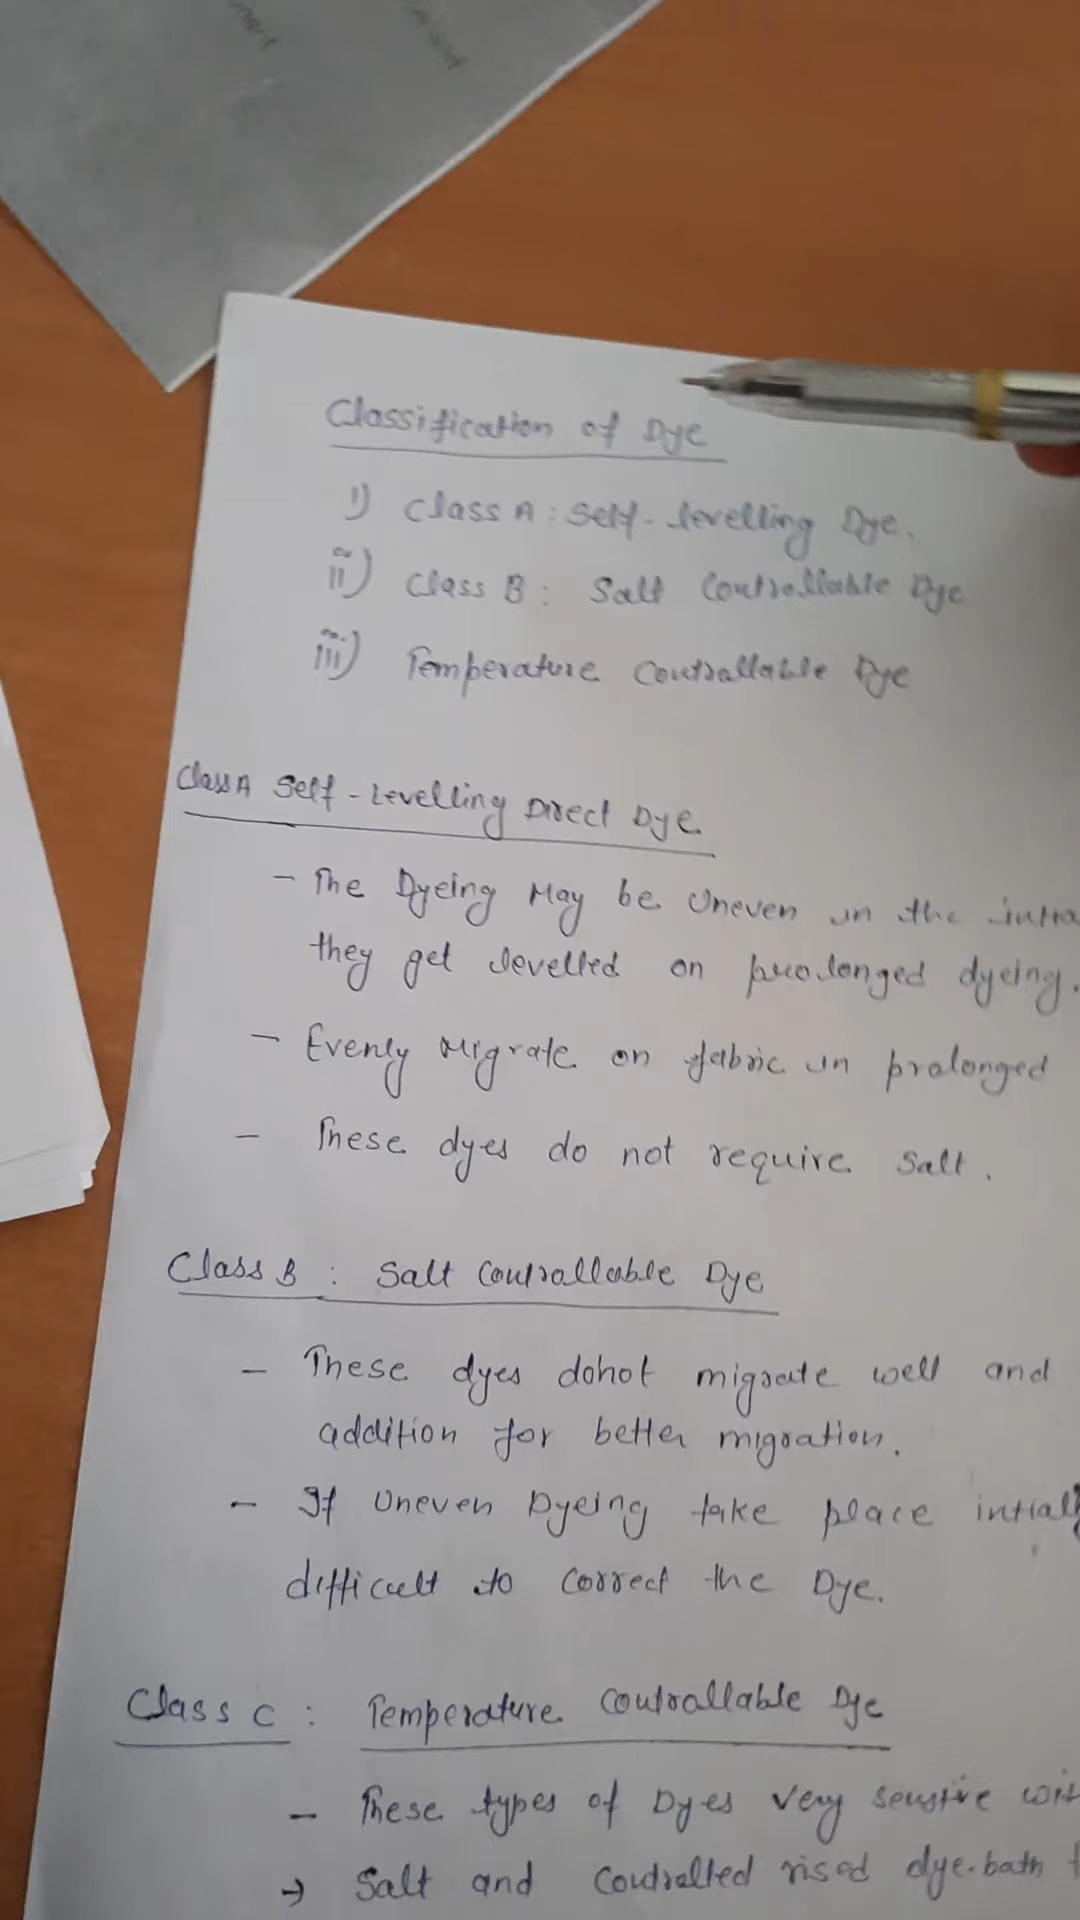 Classification of Dye
i) Class A : Self-levelling Dye.
ii) Class B : Salt Controllable Dye
iii) Temperature Controllable Dye
Class A Self-Levelling Direct Dye.
- The Dyeing May be Uneven in the
they get levelled on prolonged dyeing.
- Evenly Migrate on fabric in prolonged
- These dyes do not require salt.
Class B : Salt Controllable Dye
- These dyes donot migrate well and
addition for better migration.
- If Uneven Dyeing take place intially
difficult to correct the Dye.
Class C : Temperature Controllable Dye
- These types of Dyes very senstive
→ Salt and Controlled rised dye-bath